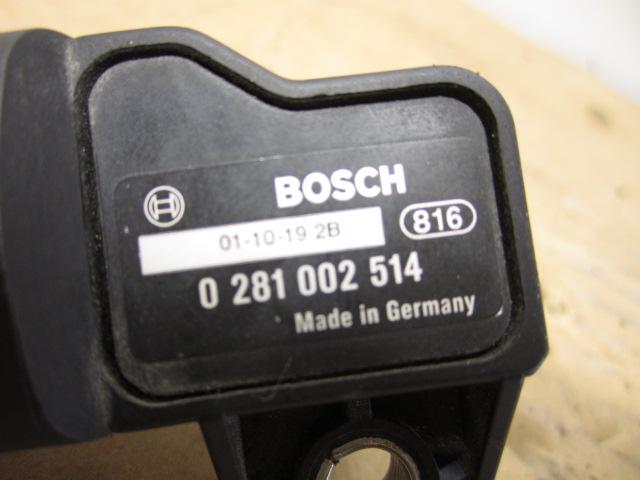 BOSCH
01-10-19 2B
816
0 281 002 514
Made in Germany